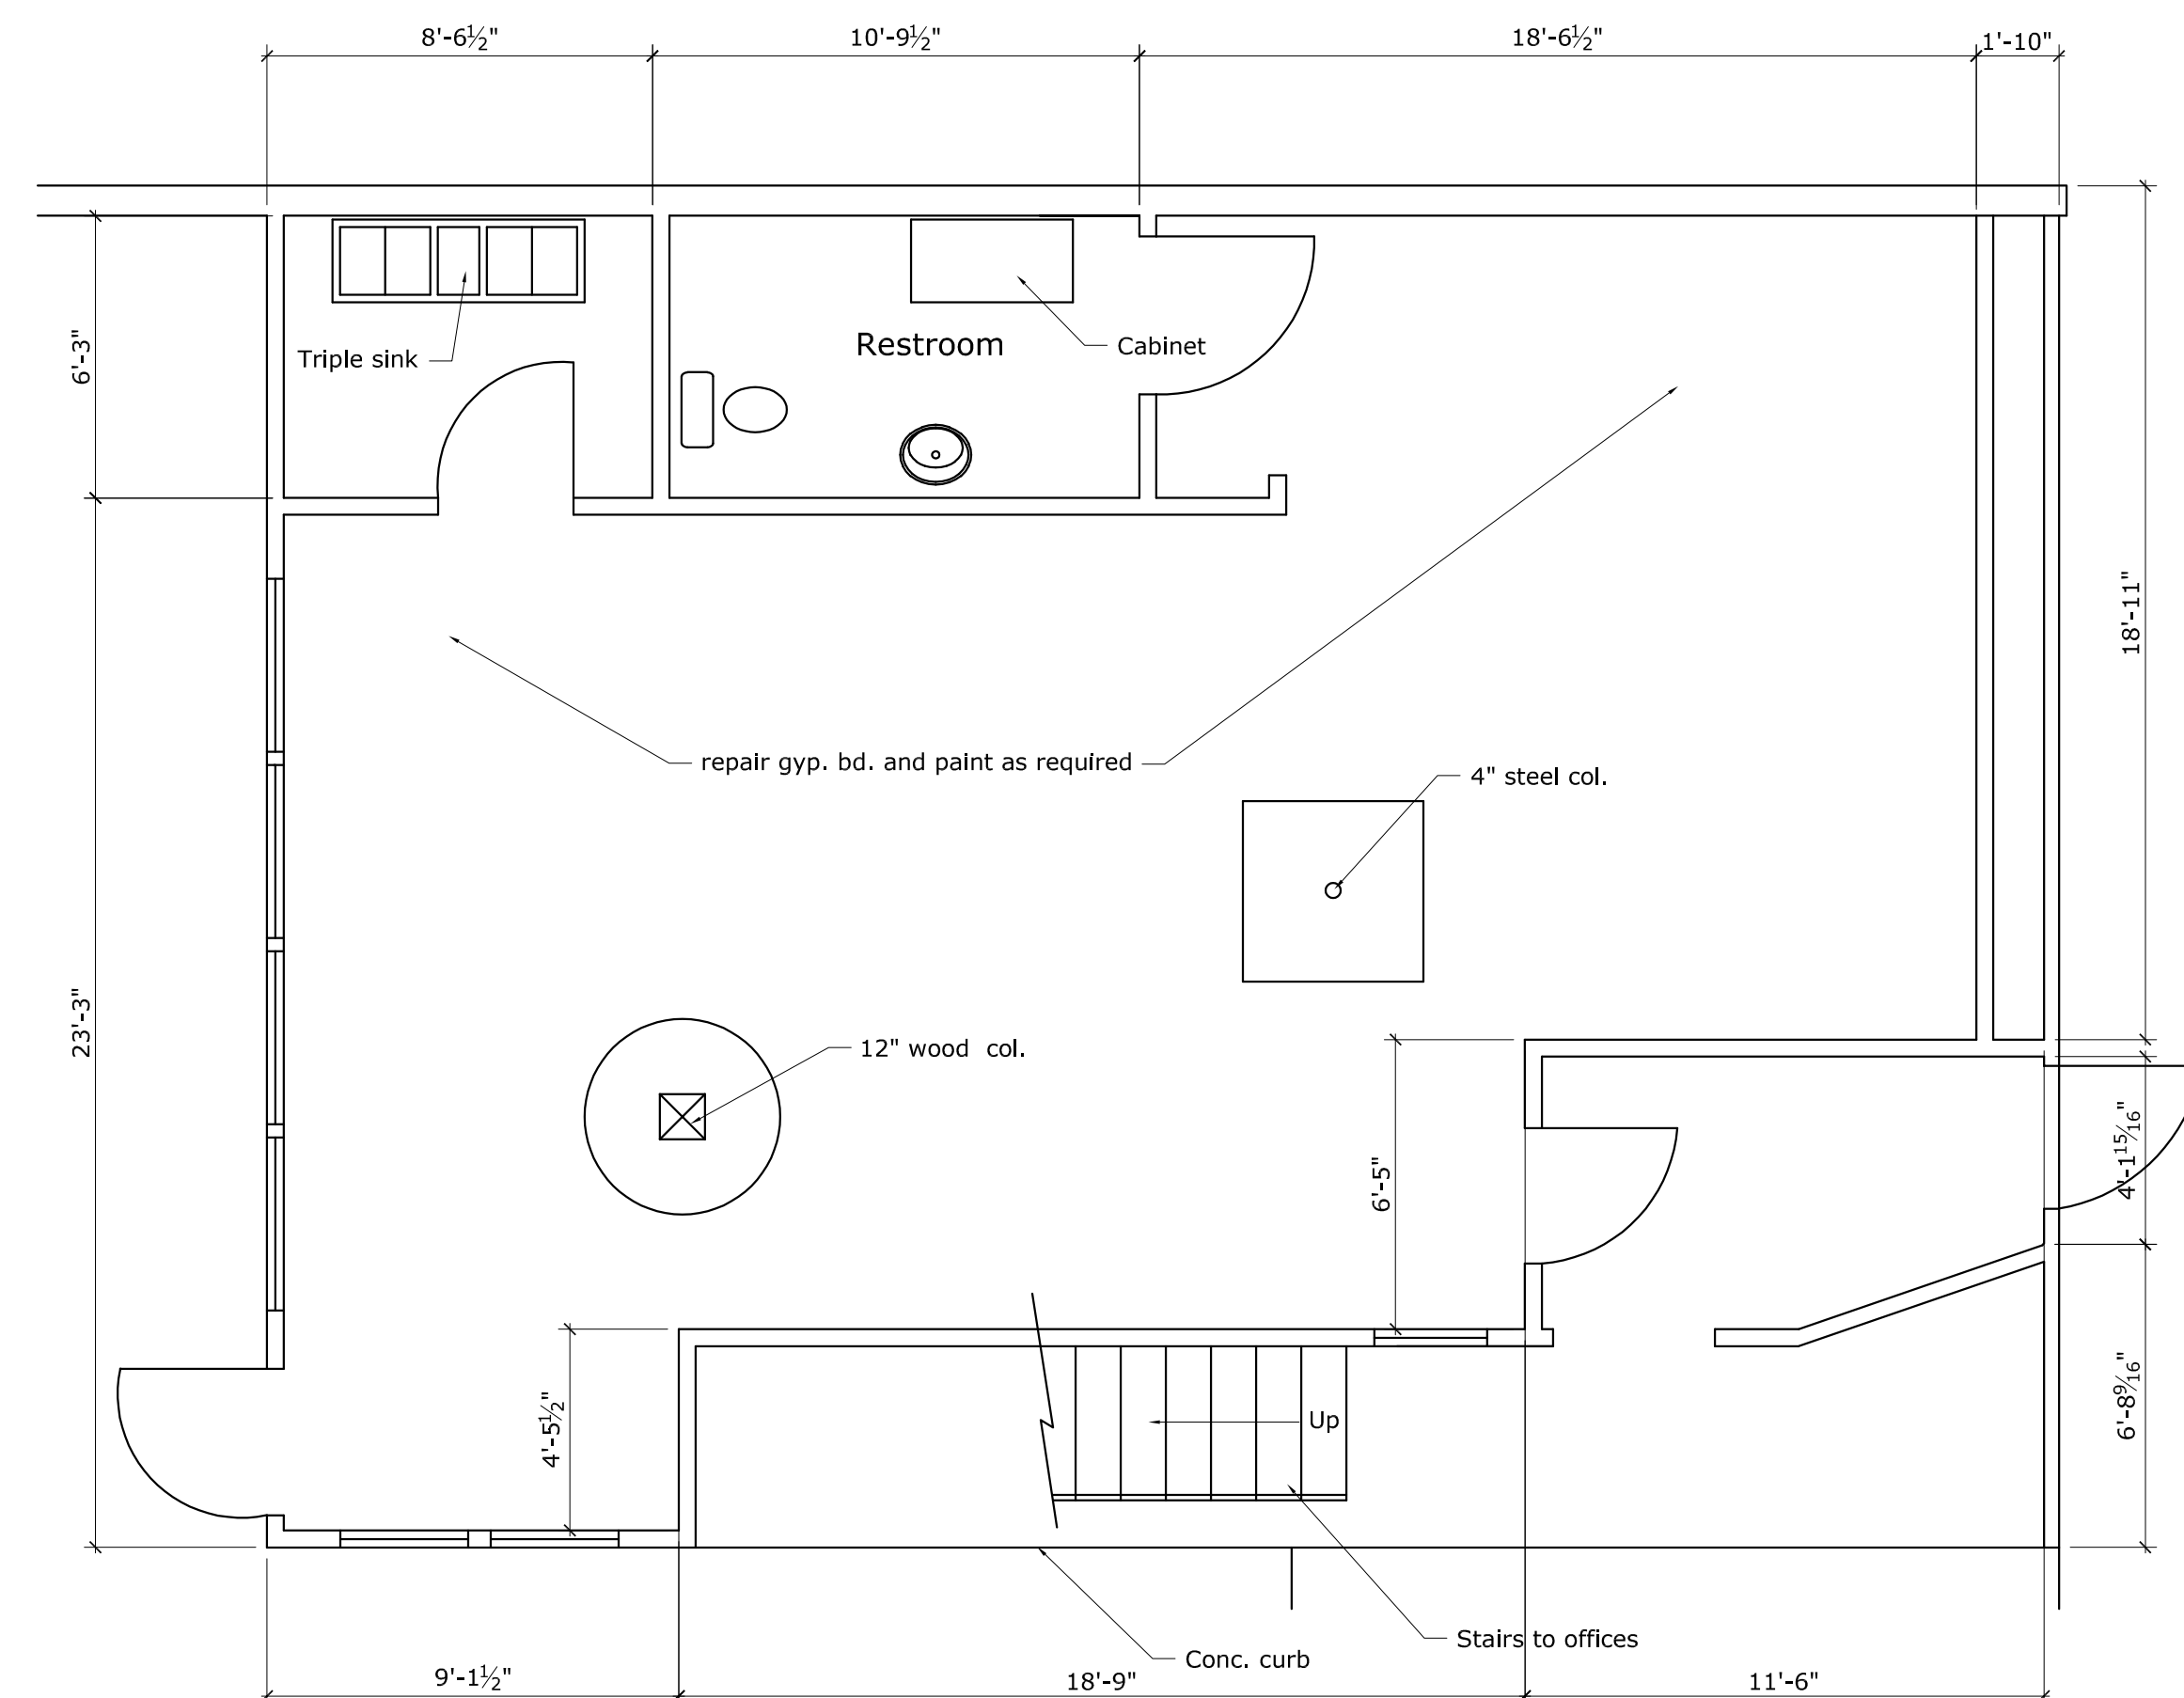 8'-6½"
10'-9½"
18'-6½"
1'-10"
6'-3"
Triple sink
Restroom
Cabinet
18'-11"
repair gyp. bd. and paint as required
4" steel col.
23'-3"
12" wood  col.
6'-5"
4'-1 15/16"
4'-5½"
Up
6'-8 9/16"
Stairs to offices
Conc. curb
9'-1½"
18'-9"
11'-6"